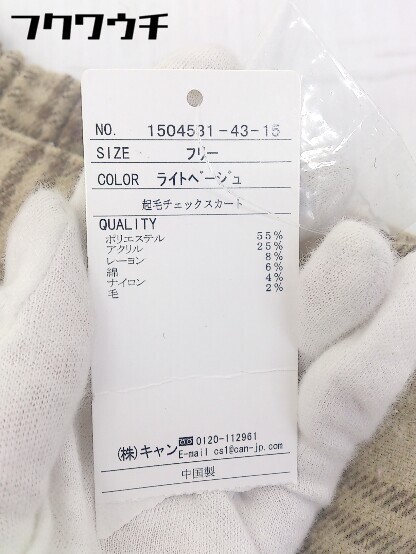 フクワウチ
NO. 1504531-43-15
SIZE フリー
COLOR ライトベージュ
起毛チェックスカート
QUALITY
ポリエステル 55%
アクリル 25%
レーヨン 8%
綿 6%
ナイロン 4%
毛 2%
(株)キャン 0120-112961
E-mail cs1@can-jp.com
中国製